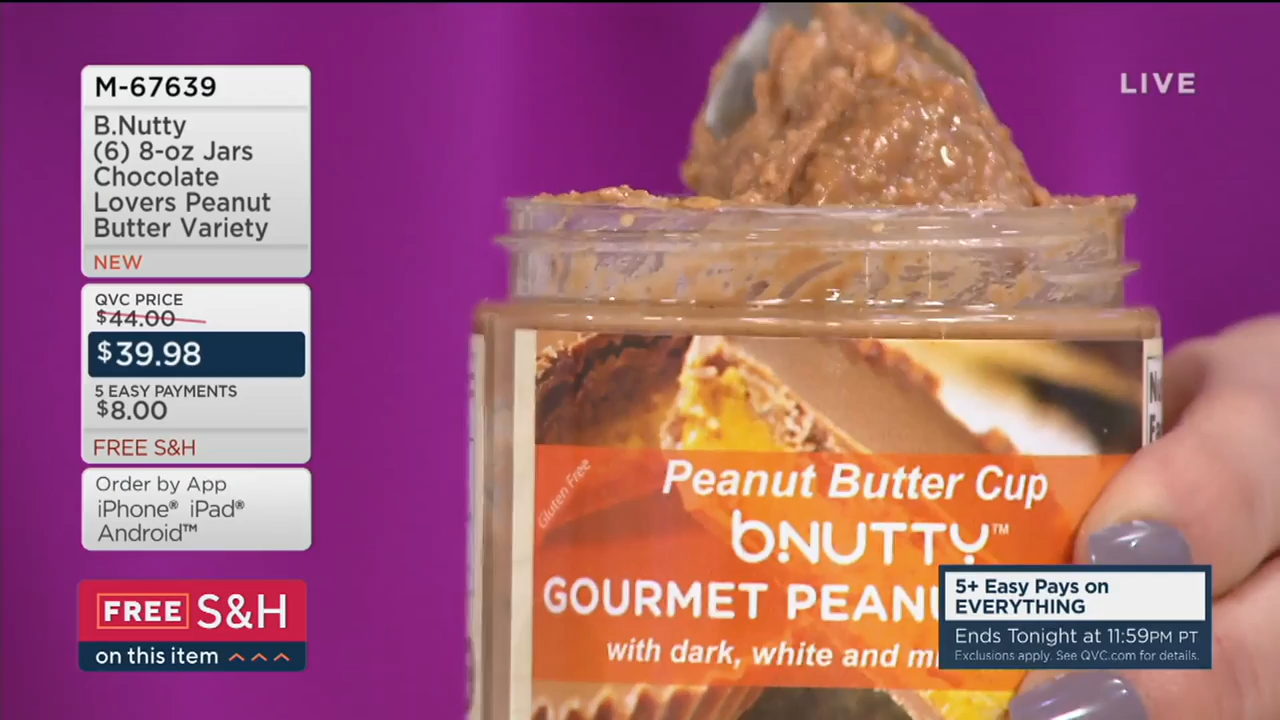 M-67639
B.Nutty
(6) 8-oz Jars
Chocolate
Lovers Peanut
Butter Variety
NEW
QVC PRICE
$44.00
$39.98
5 EASY PAYMENTS
$8.00
FREE S&H
Order by App
iPhone® iPad®
Android™
FREE S&H
on this item
LIVE
Gluten Free
Peanut Butter Cup
b.NUTTY™
GOURMET
with dark, white and
5+ Easy Pays on
EVERYTHING
Ends Tonight at 11:59PM PT
Exclusions apply. See QVC.com for details.